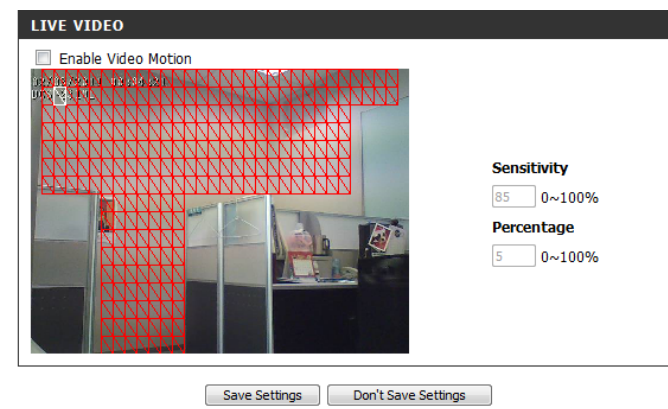 LIVE VIDEO
Enable Video Motion
Sensitivity
85 0~100%
Percentage
5 0~100%
Save Settings Don't Save Settings